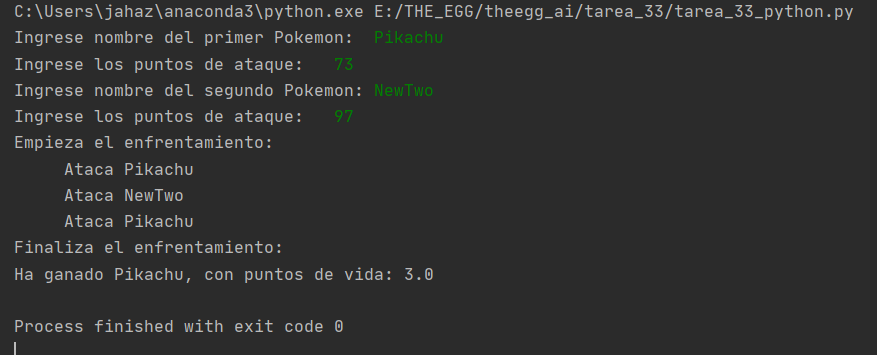 C:\Users\jahaz\anaconda3\python.exe E:/THE_EGG/theegg_ai/tarea_33/tarea_33_python.py
Ingrese nombre del primer Pokemon:  Pikachu
Ingrese los puntos de ataque:   73
Ingrese nombre del segundo Pokemon: NewTwo
Ingrese los puntos de ataque:   97
Empieza el enfrentamiento:
     Ataca Pikachu
     Ataca NewTwo
     Ataca Pikachu
Finaliza el enfrentamiento:
Ha ganado Pikachu, con puntos de vida: 3.0
Process finished with exit code 0